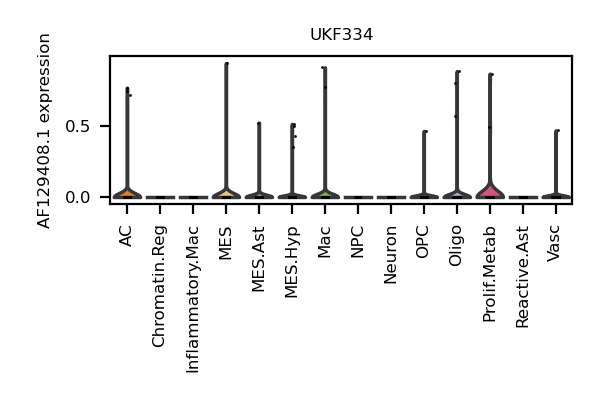 UKF334
AF129408.1 expression
0.5
0.0
AC
Chromatin.Reg
Inflammatory.Mac
MES
MES.Ast
MES.Hyp
Mac
NPC
Neuron
OPC
Oligo
Prolif.Metab
Reactive.Ast
Vasc